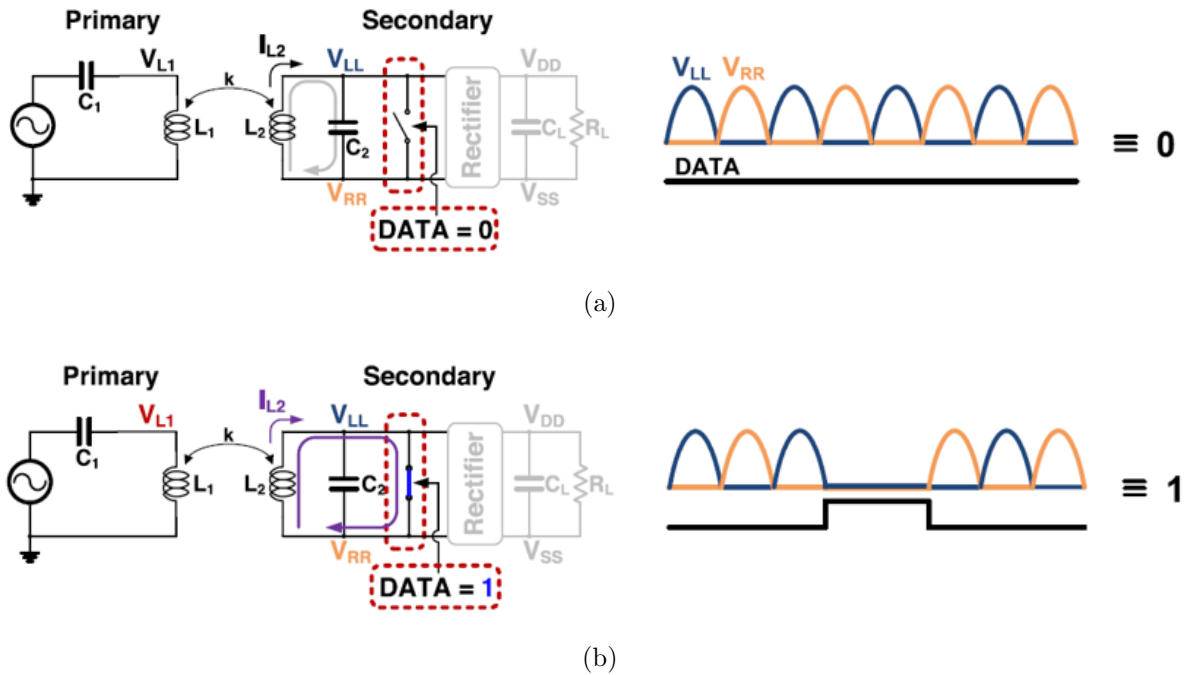 Primary Secondary
V_L1 I_L2 V_LL V_DD
k
C_1
L_1 L_2 C_2 Rectifier C_L R_L
V_RR V_SS
DATA = 0
V_LL V_RR
≡ 0
DATA
(a)
Primary Secondary
V_L1 I_L2 V_LL V_DD
k
C_1
L_1 L_2 C_2 Rectifier C_L R_L
V_RR V_SS
DATA = 1
≡ 1
(b)